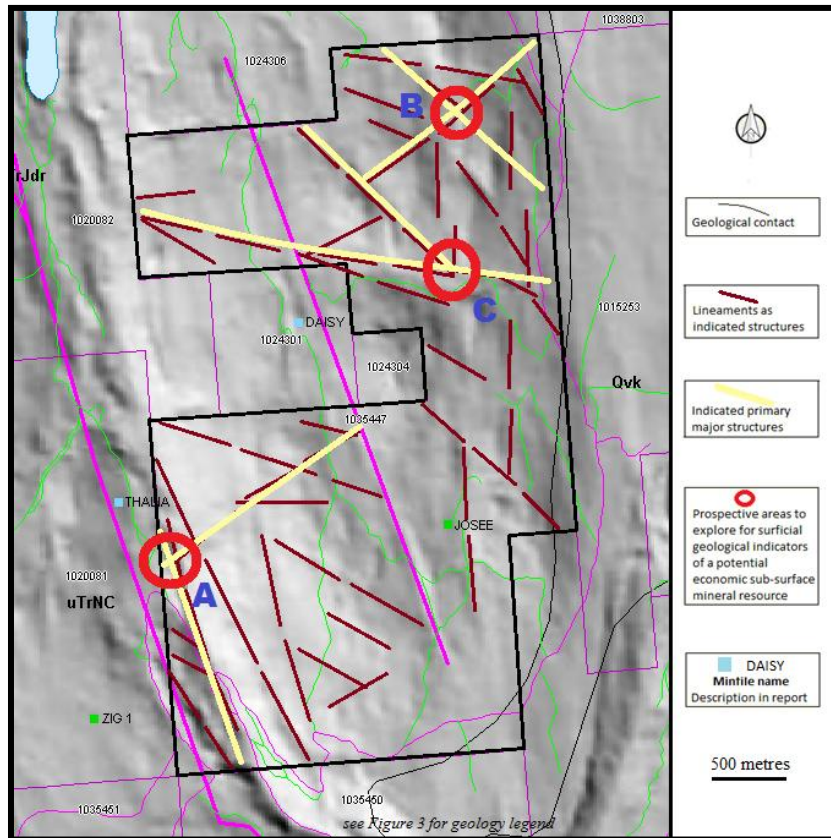 1038803
1024306
B
rJdr
1020082
C
DAISY
1024301
1024304
1015253
Qvk
1035447
THALIA
JOSEE
1020081
uTrNC
A
ZIG 1
1035451
1035450
see Figure 3 for geology legend
Geological contact
Lineaments as
indicated structures
Indicated primary
major structures
Prospective areas to
explore for surficial
geological indicators
of a potential
economic sub-surface
mineral resource
DAISY
Minfile name
Description in report
500 metres